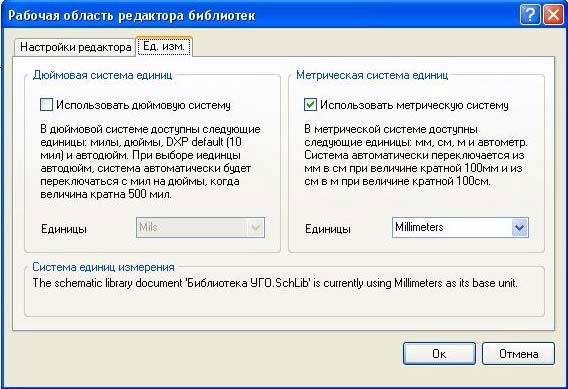 Рабочая область редактора библиотек
Настройки редактора Ед. изм.
Дюймовая система единиц
Использовать дюймовую систему
В дюймовой системе доступны следующие
единицы: милы, дюймы, DXP default (10
мил) и автодюйм. При выборе иединцы
автодюйм, система автоматически будет
переключаться с мил на дюймы, когда
величина кратна 500 мил.
Единицы Mils
Метрическая система единиц
Использовать метрическую систему
В метрической системе доступны
следующие единицы: мм, см, м и автометр.
Система автоматически переключается из
мм в см при величине кратной 100мм и из
см в м при величине кратной 100см.
Единицы Millimeters
Система единиц измерения
The schematic library document 'Библиотека УГО.SchLib' is currently using Millimeters as its base unit.
Ок Отмена